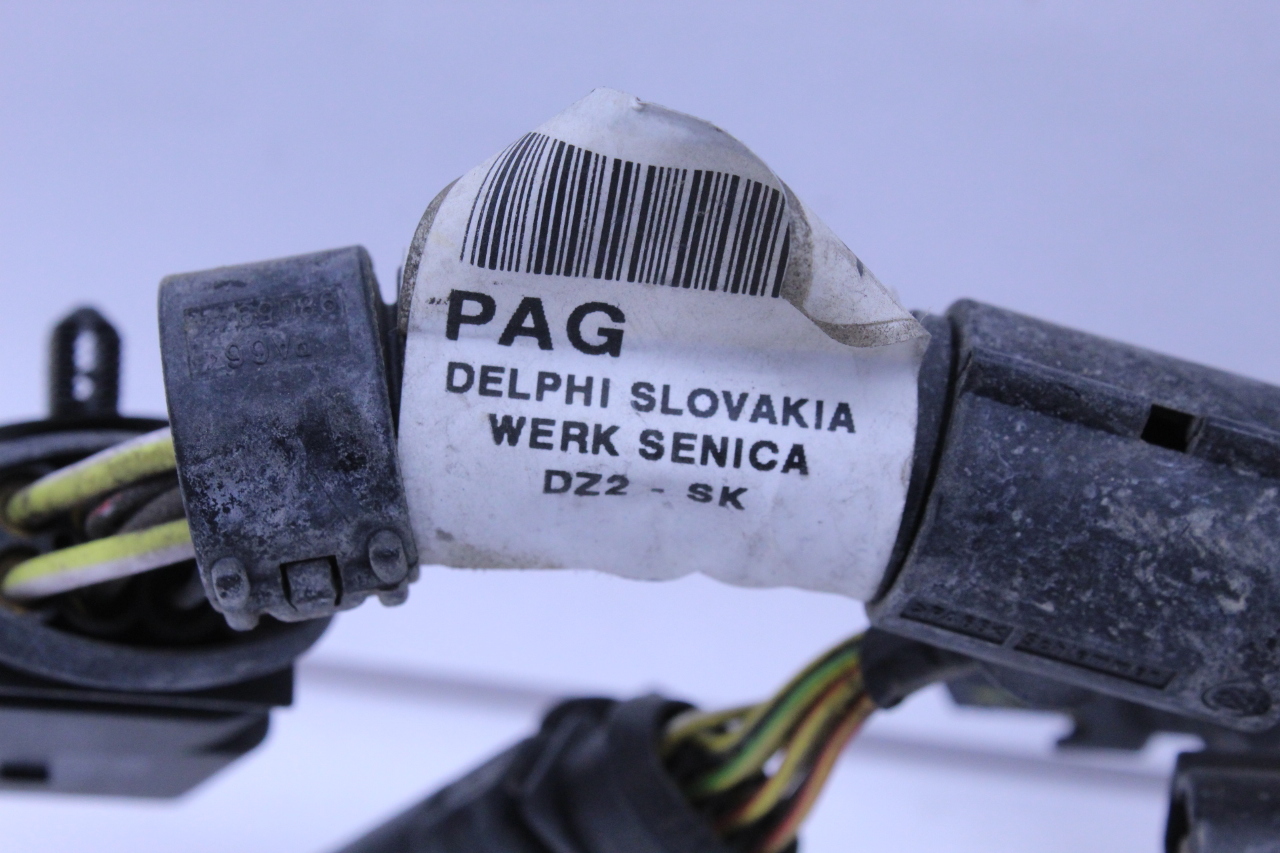 PAG
DELPHI SLOVAKIA
WERK SENICA
DZ2 - SK